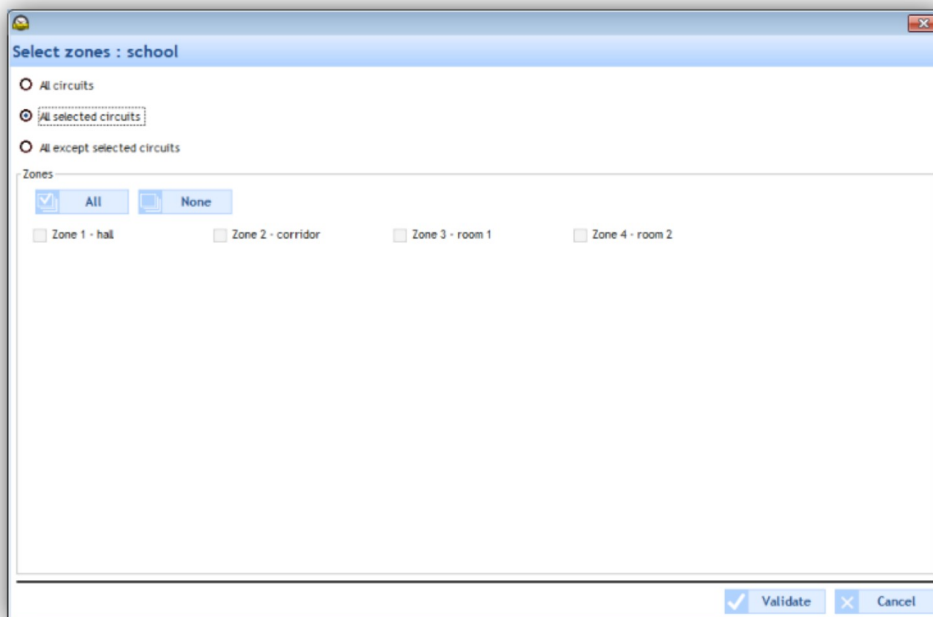 Select zones : school
All circuits
All selected circuits
All except selected circuits
Zones
All None
Zone 1 - hall Zone 2 - corridor Zone 3 - room 1 Zone 4 - room 2
Validate Cancel